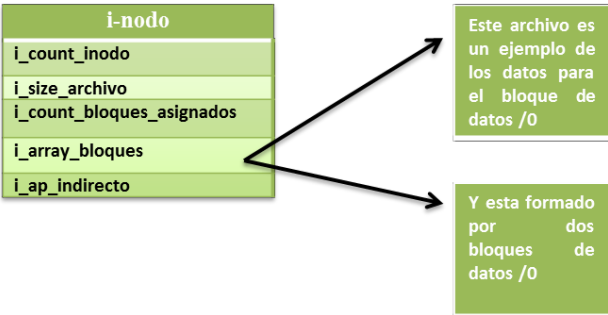 i-nodo
i_count_inodo
i_size_archivo
i_count_bloques_asignados
i_array_bloques
i_ap_indirecto
Este archivo es
un ejemplo de
los datos para
el bloque de
datos /0
Y esta formado
por dos
bloques de
datos /0